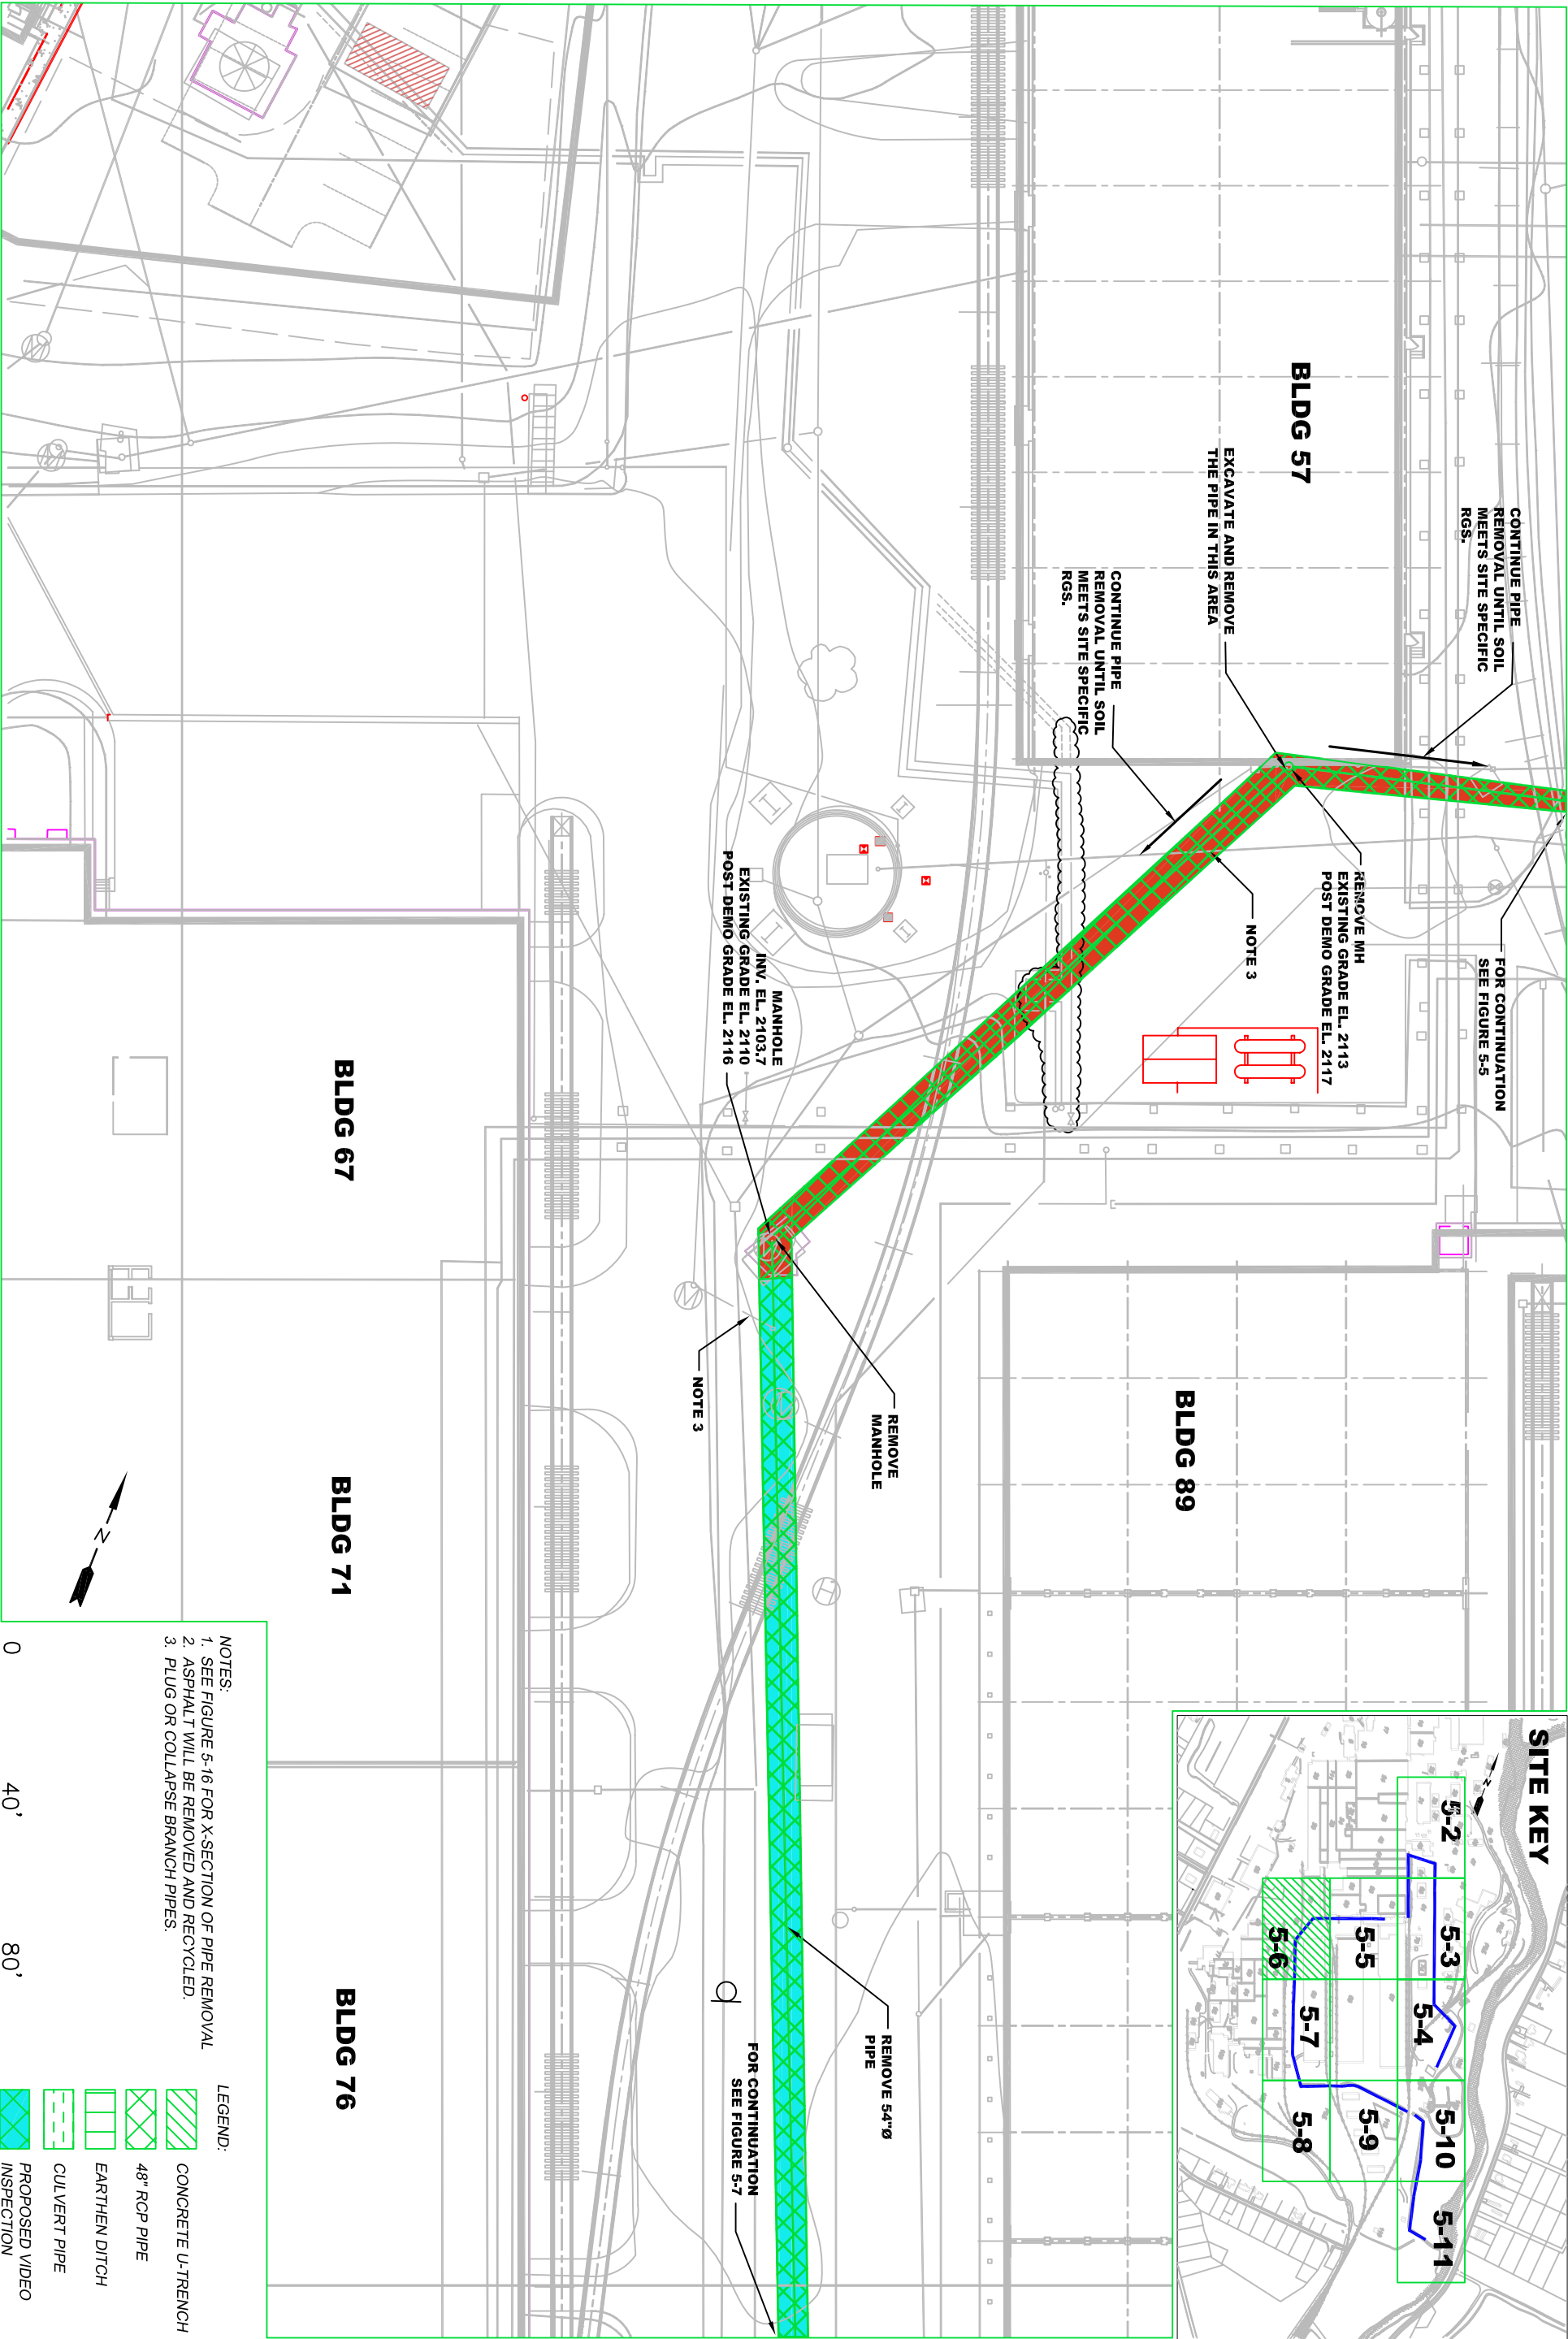 SITE KEY
N
5-2
5-3
5-4
5-5
5-6
5-7
5-8
5-9
5-10
5-11
CONTINUE PIPE
REMOVAL UNTIL SOIL
MEETS SITE SPECIFIC
RGS.
FOR CONTINUATION
SEE FIGURE 5-5
BLDG 57
REMOVE MH
EXISTING GRADE EL. 2113
POST DEMO GRADE EL. 2117
EXCAVATE AND REMOVE
THE PIPE IN THIS AREA
NOTE 3
BLDG 89
CONTINUE PIPE
REMOVAL UNTIL SOIL
MEETS SITE SPECIFIC
RGS.
REMOVE
MANHOLE
REMOVE 54"Ø
PIPE
MANHOLE
INV. EL. 2103.7
EXISTING GRADE EL. 2110
POST DEMO GRADE EL. 2116
FOR CONTINUATION
SEE FIGURE 5-7
NOTE 3
BLDG 67
BLDG 71
BLDG 76
N
NOTES:
1. SEE FIGURE 5-16 FOR X-SECTION OF PIPE REMOVAL
2. ASPHALT WILL BE REMOVED AND RECYCLED.
3. PLUG OR COLLAPSE BRANCH PIPES.
LEGEND:
CONCRETE U-TRENCH
48" RCP PIPE
EARTHEN DITCH
CULVERT PIPE
PROPOSED VIDEO
INSPECTION
0 40' 80'